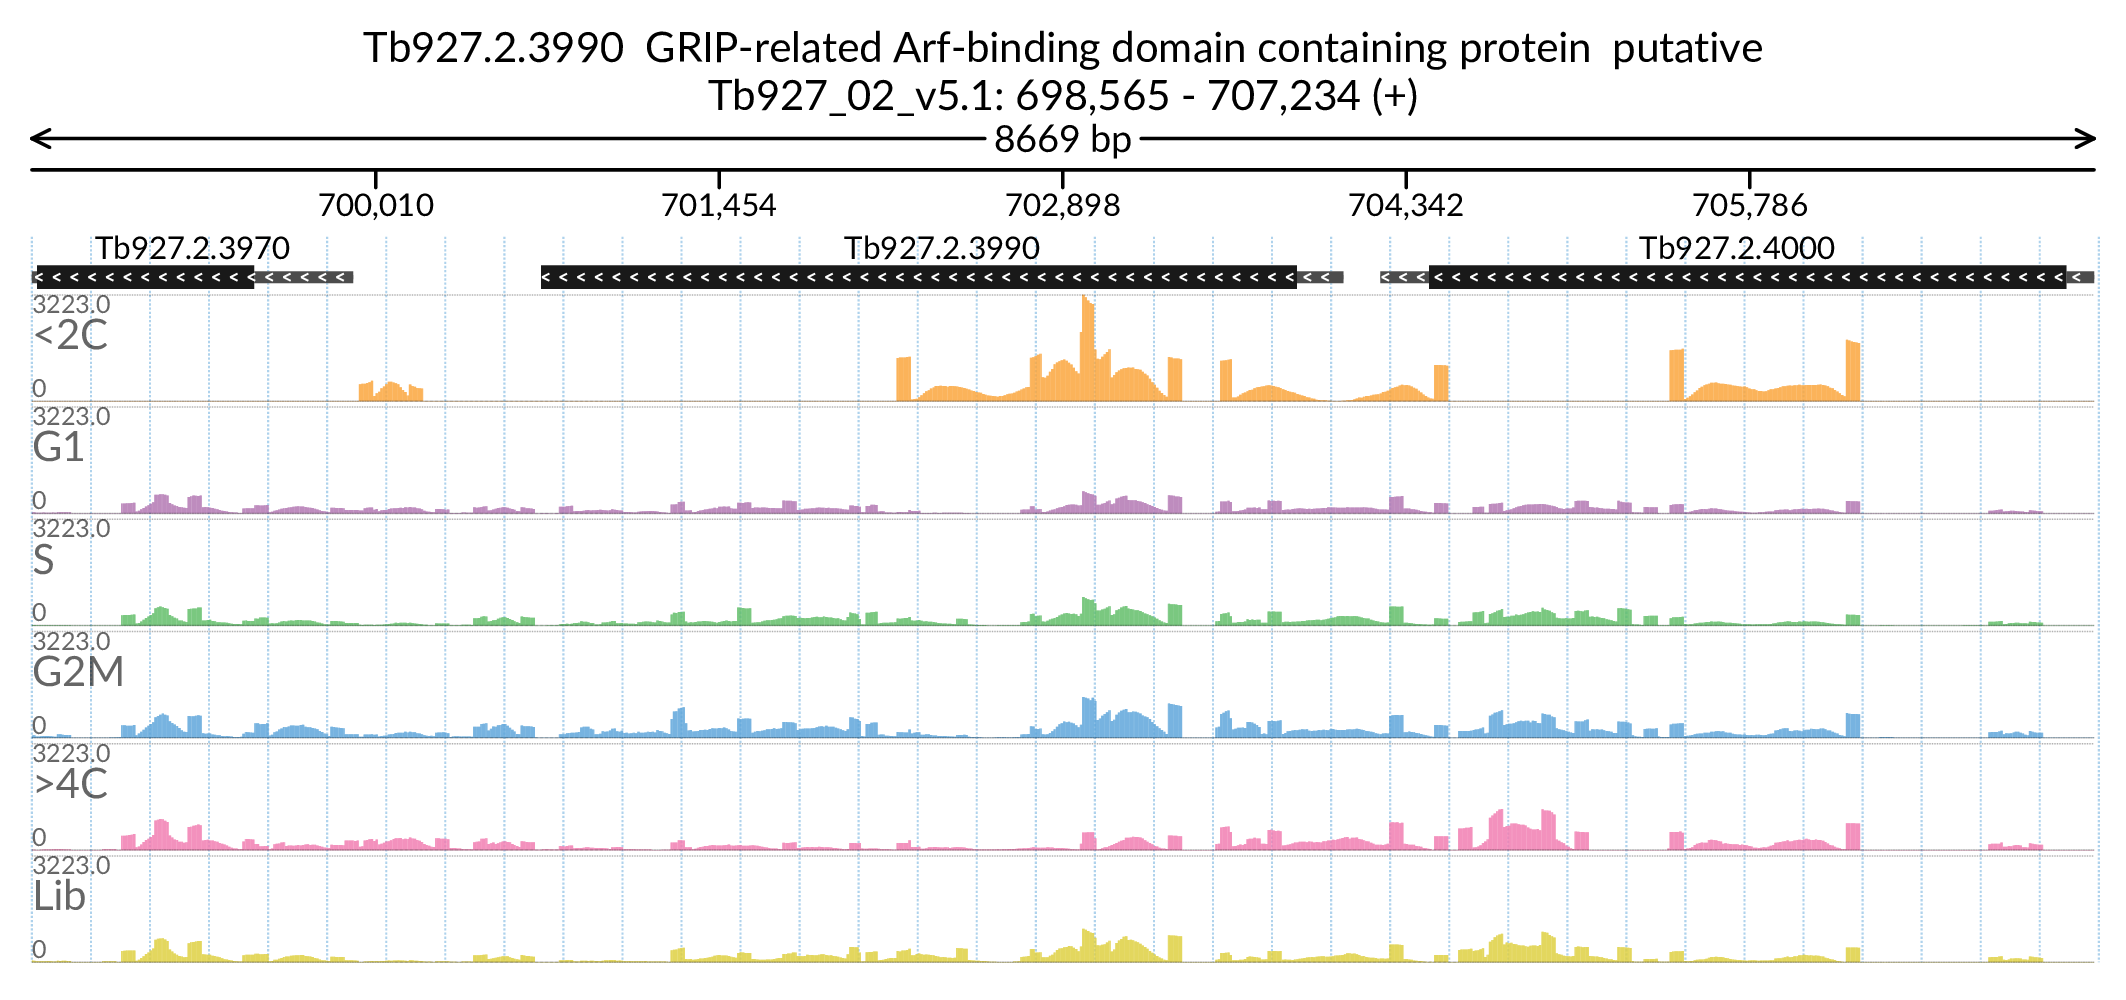 Tb927.2.3990  GRIP-related Arf-binding domain containing protein  putative
Tb927_02_v5.1: 698,565 - 707,234 (+)
8669 bp
700,010 701,454 702,898 704,342 705,786
Tb927.2.3970 Tb927.2.3990 Tb927.2.4000
3223.0
<2C
0
3223.0
G1
0
3223.0
S
0
3223.0
G2M
0
3223.0
>4C
0
3223.0
Lib
0